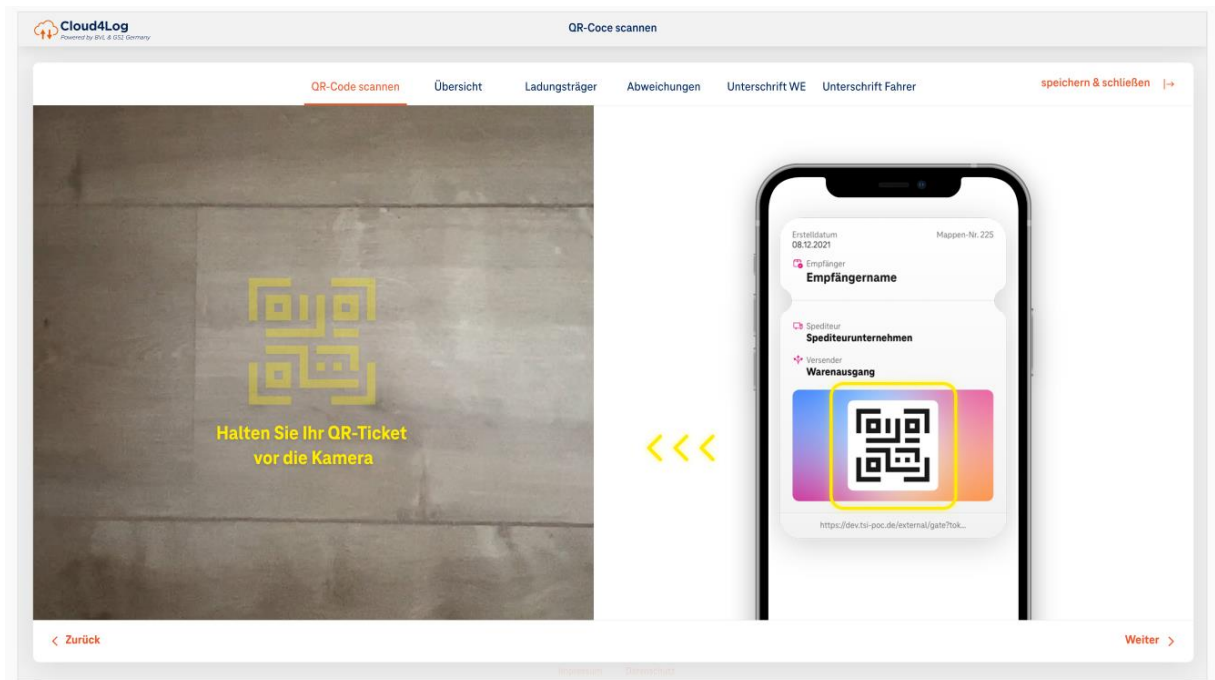 Cloud4Log
Powered by BVL & GS1 Germany
QR-Coce scannen
QR-Code scannen
Übersicht
Ladungsträger
Abweichungen
Unterschrift WE
Unterschrift Fahrer
speichern & schließen
Halten Sie Ihr QR-Ticket
vor die Kamera
Erstelldatum
Mappen-Nr. 225
08.12.2021
Empfänger
Empfängername
Spediteur
Spediteurunternehmen
Versender
Warenausgang
https://dev.tsi-poc.de/external/gate?tok...
Zurück
Weiter
Impressum
Datenschutz